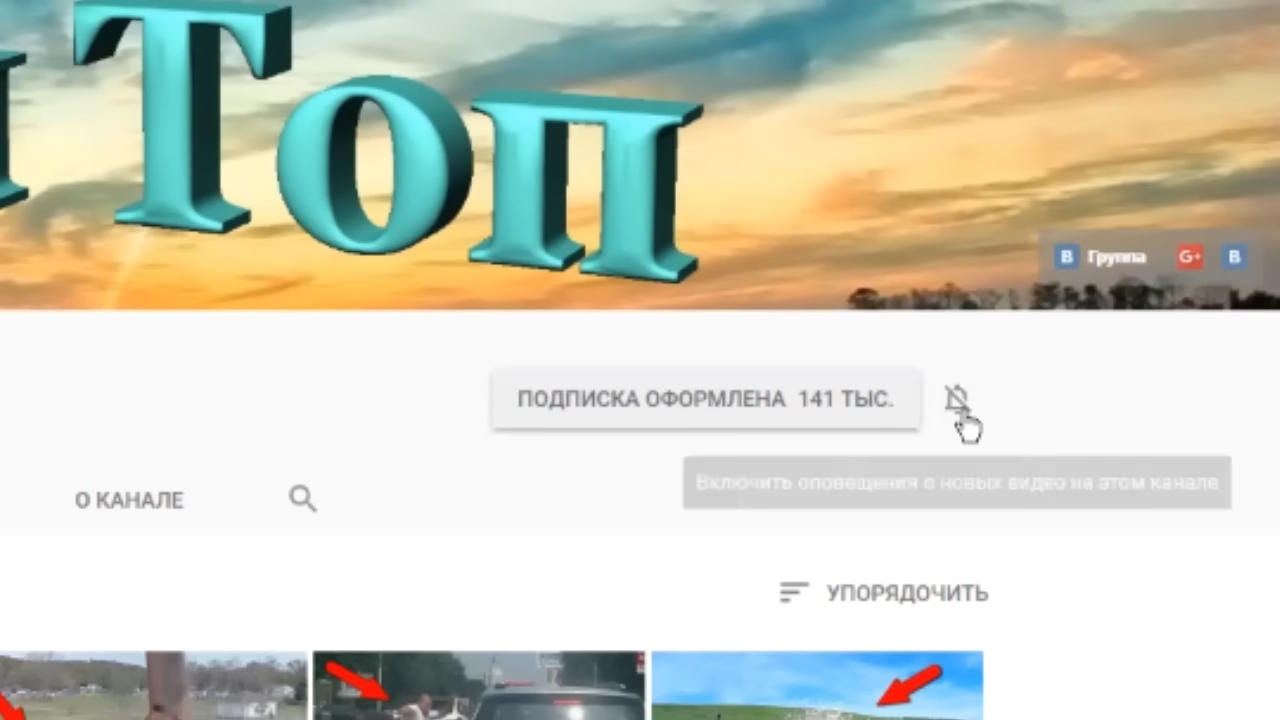 Топ
В Группа G+ В
ПОДПИСКА ОФОРМЛЕНА 141 ТЫС.
Включить оповещения о новых видео на этом канале
О КАНАЛЕ
УПОРЯДОЧИТЬ